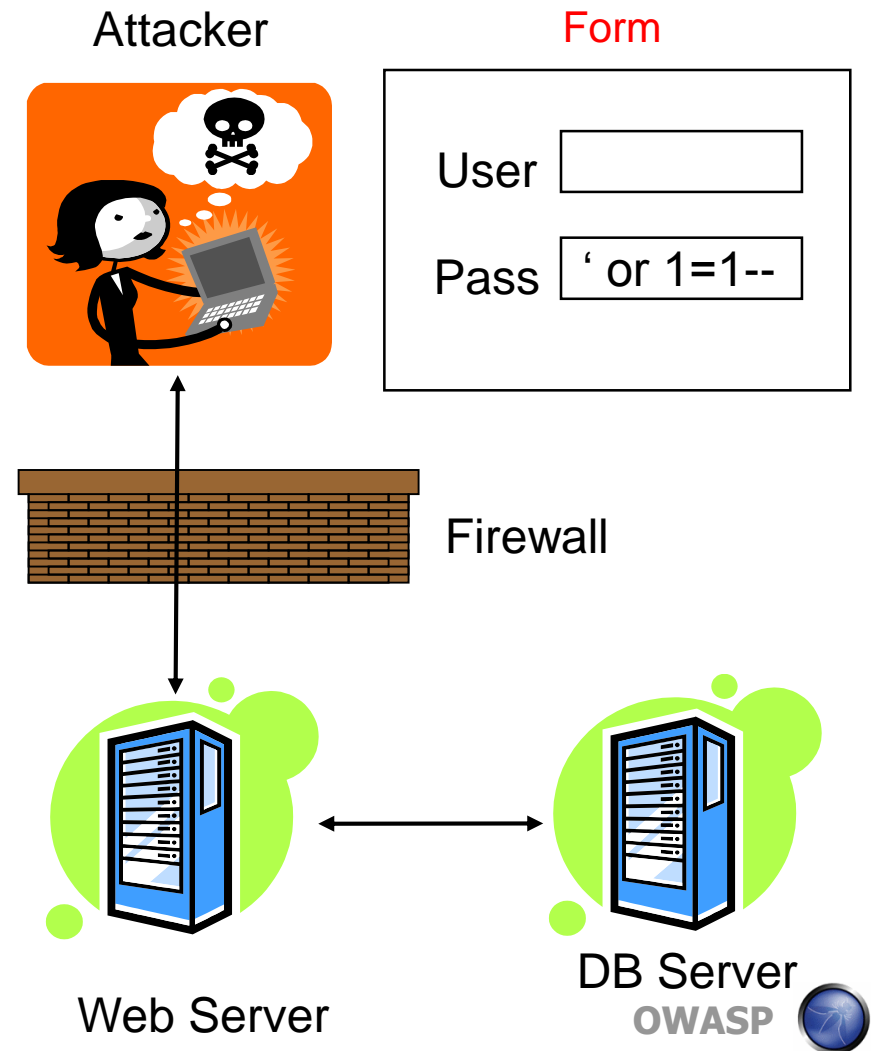 Attacker
Form
User
Pass
‘ or 1=1--
Firewall
DB Server
Web Server
OWASP